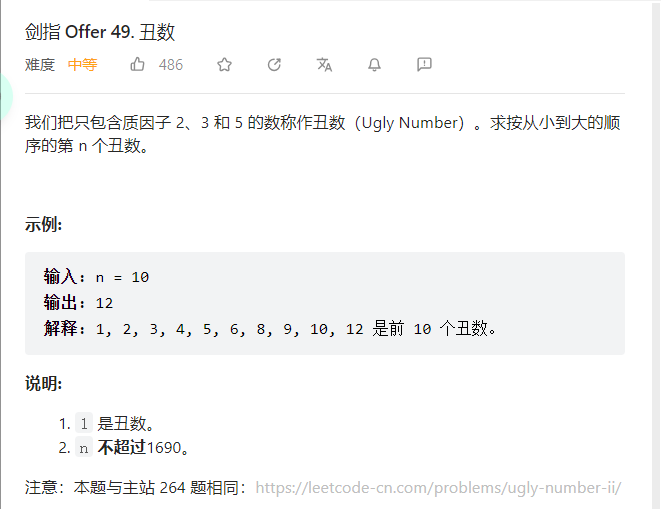 剑指 Offer 49. 丑数
难度 中等 486
我们把只包含质因子 2、3 和 5 的数称作丑数（Ugly Number）。求按从小到大的顺
序的第 n 个丑数。
示例:
输入: n = 10
输出: 12
解释: 1, 2, 3, 4, 5, 6, 8, 9, 10, 12 是前 10 个丑数。
说明:
1. 1 是丑数。
2. n 不超过1690。
注意：本题与主站 264 题相同：https://leetcode-cn.com/problems/ugly-number-ii/